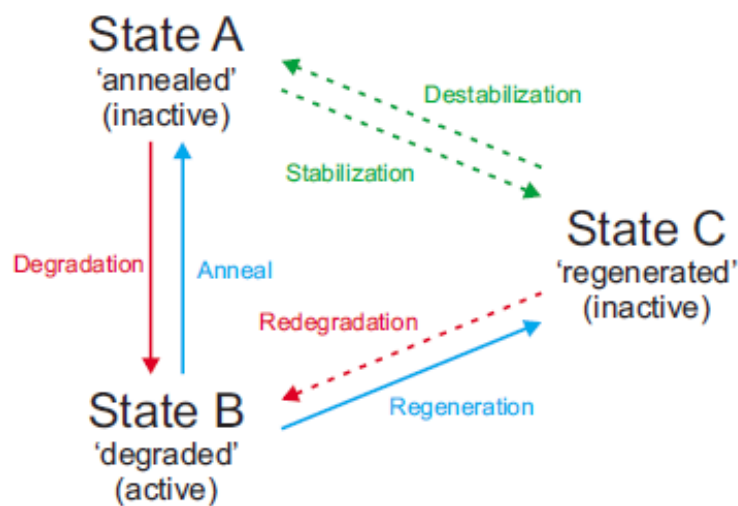 State A
'annealed'
(inactive)
Destabilization
Stabilization
State C
'regenerated'
(inactive)
Degradation
Anneal
Redegradation
Regeneration
State B
'degraded'
(active)